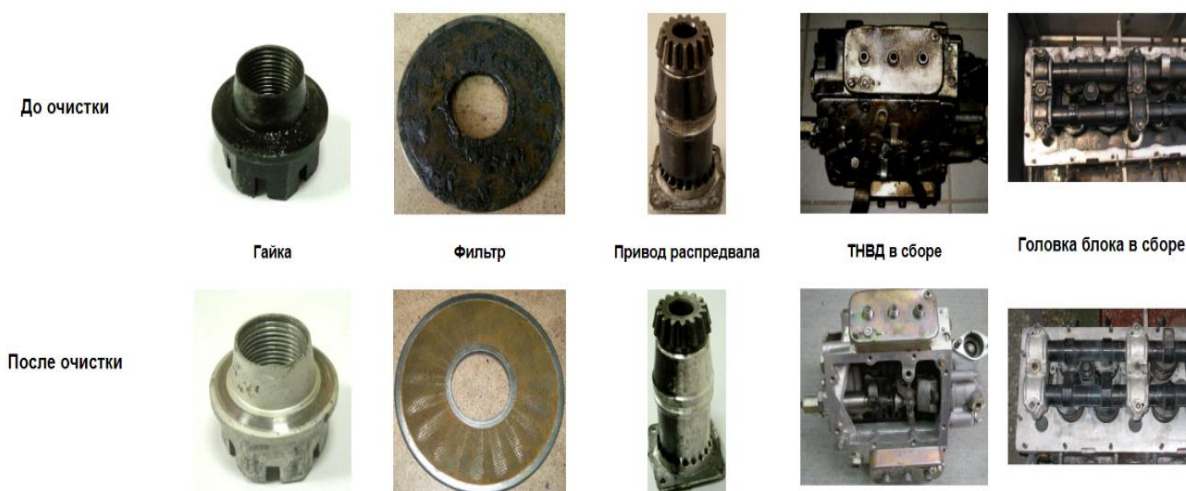 До очистки
Гайка
Фильтр
Привод распредвала
ТНВД в сборе
Головка блока в сборе
После очистки